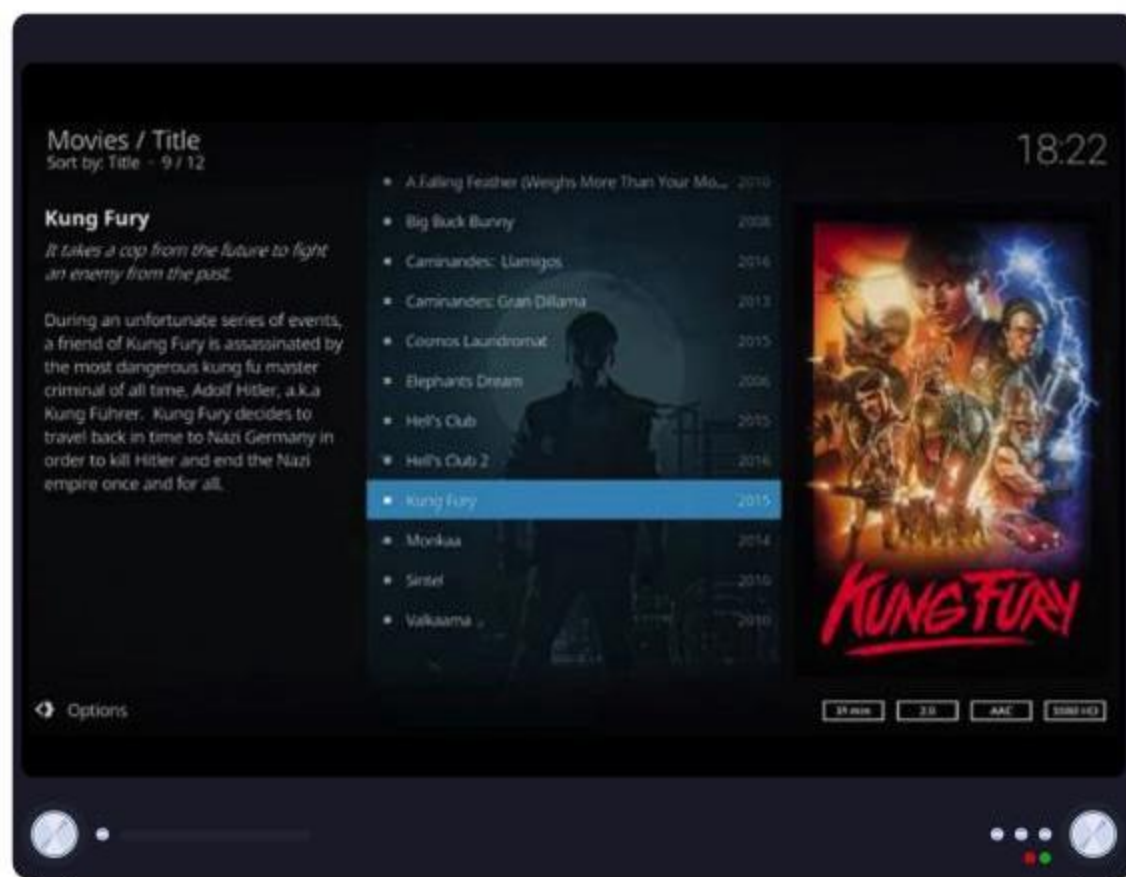 Movies / Title
Sort by: Title · 9 / 12
18:22
Kung Fury
It takes a cop from the future to fight
an enemy from the past.
During an unfortunate series of events,
a friend of Kung Fury is assassinated by
the most dangerous kung fu master
criminal of all time, Adolf Hitler, a.k.a
Kung Führer. Kung Fury decides to
travel back in time to Nazi Germany in
order to kill Hitler and end the Nazi
empire once and for all.
A Falling Feather (Weighs More Than Your Mo... 2010
Big Buck Bunny 2008
Caminandes: Llamigos 2016
Caminandes: Gran Dillama 2013
Cosmos Laundromat 2015
Elephants Dream 2006
Hell's Club 2015
Hell's Club 2 2016
Kung Fury 2015
Monkaa 2014
Sintel 2010
Valkaama 2010
KUNG FURY
Options
31 min 2.0 AAC 1080 HD